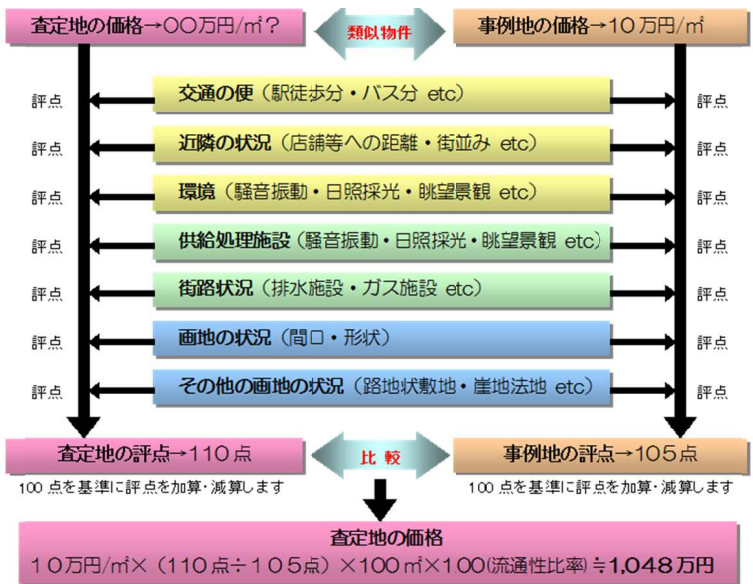 査定地の価格→〇〇万円/㎡?
類似物件
事例地の価格→10万円/㎡
評点
交通の便（駅徒歩分・バス分 etc）
評点
評点
近隣の状況（店舗等への距離・街並み etc）
評点
評点
環境（騒音振動・日照採光・眺望景観 etc）
評点
評点
供給処理施設（騒音振動・日照採光・眺望景観 etc）
評点
評点
街路状況（排水施設・ガス施設 etc）
評点
評点
画地の状況（間口・形状）
評点
評点
その他の画地の状況（路地状敷地・崖地法地 etc）
評点
査定地の評点→110点
比較
事例地の評点→105点
100点を基準に評点を加算・減算します
100点を基準に評点を加算・減算します
査定地の価格
10万円/㎡×（110点÷105点）×100㎡×1.00(流通性比率)≒1,048万円